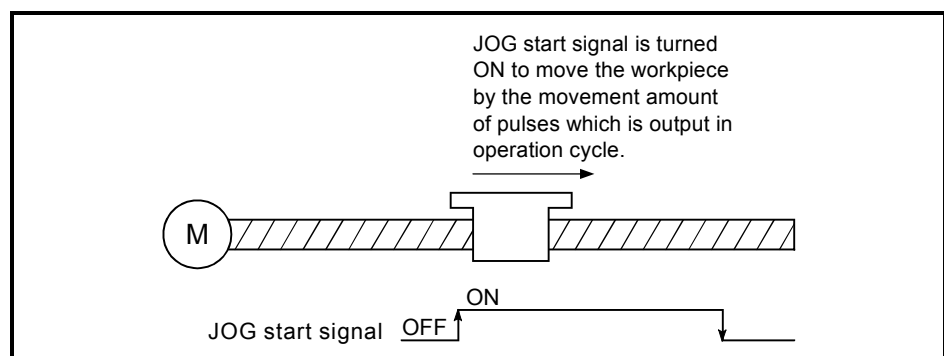 JOG start signal is turned
ON to move the workpiece
by the movement amount
of pulses which is output in
operation cycle.
M
ON
JOG start signal OFF